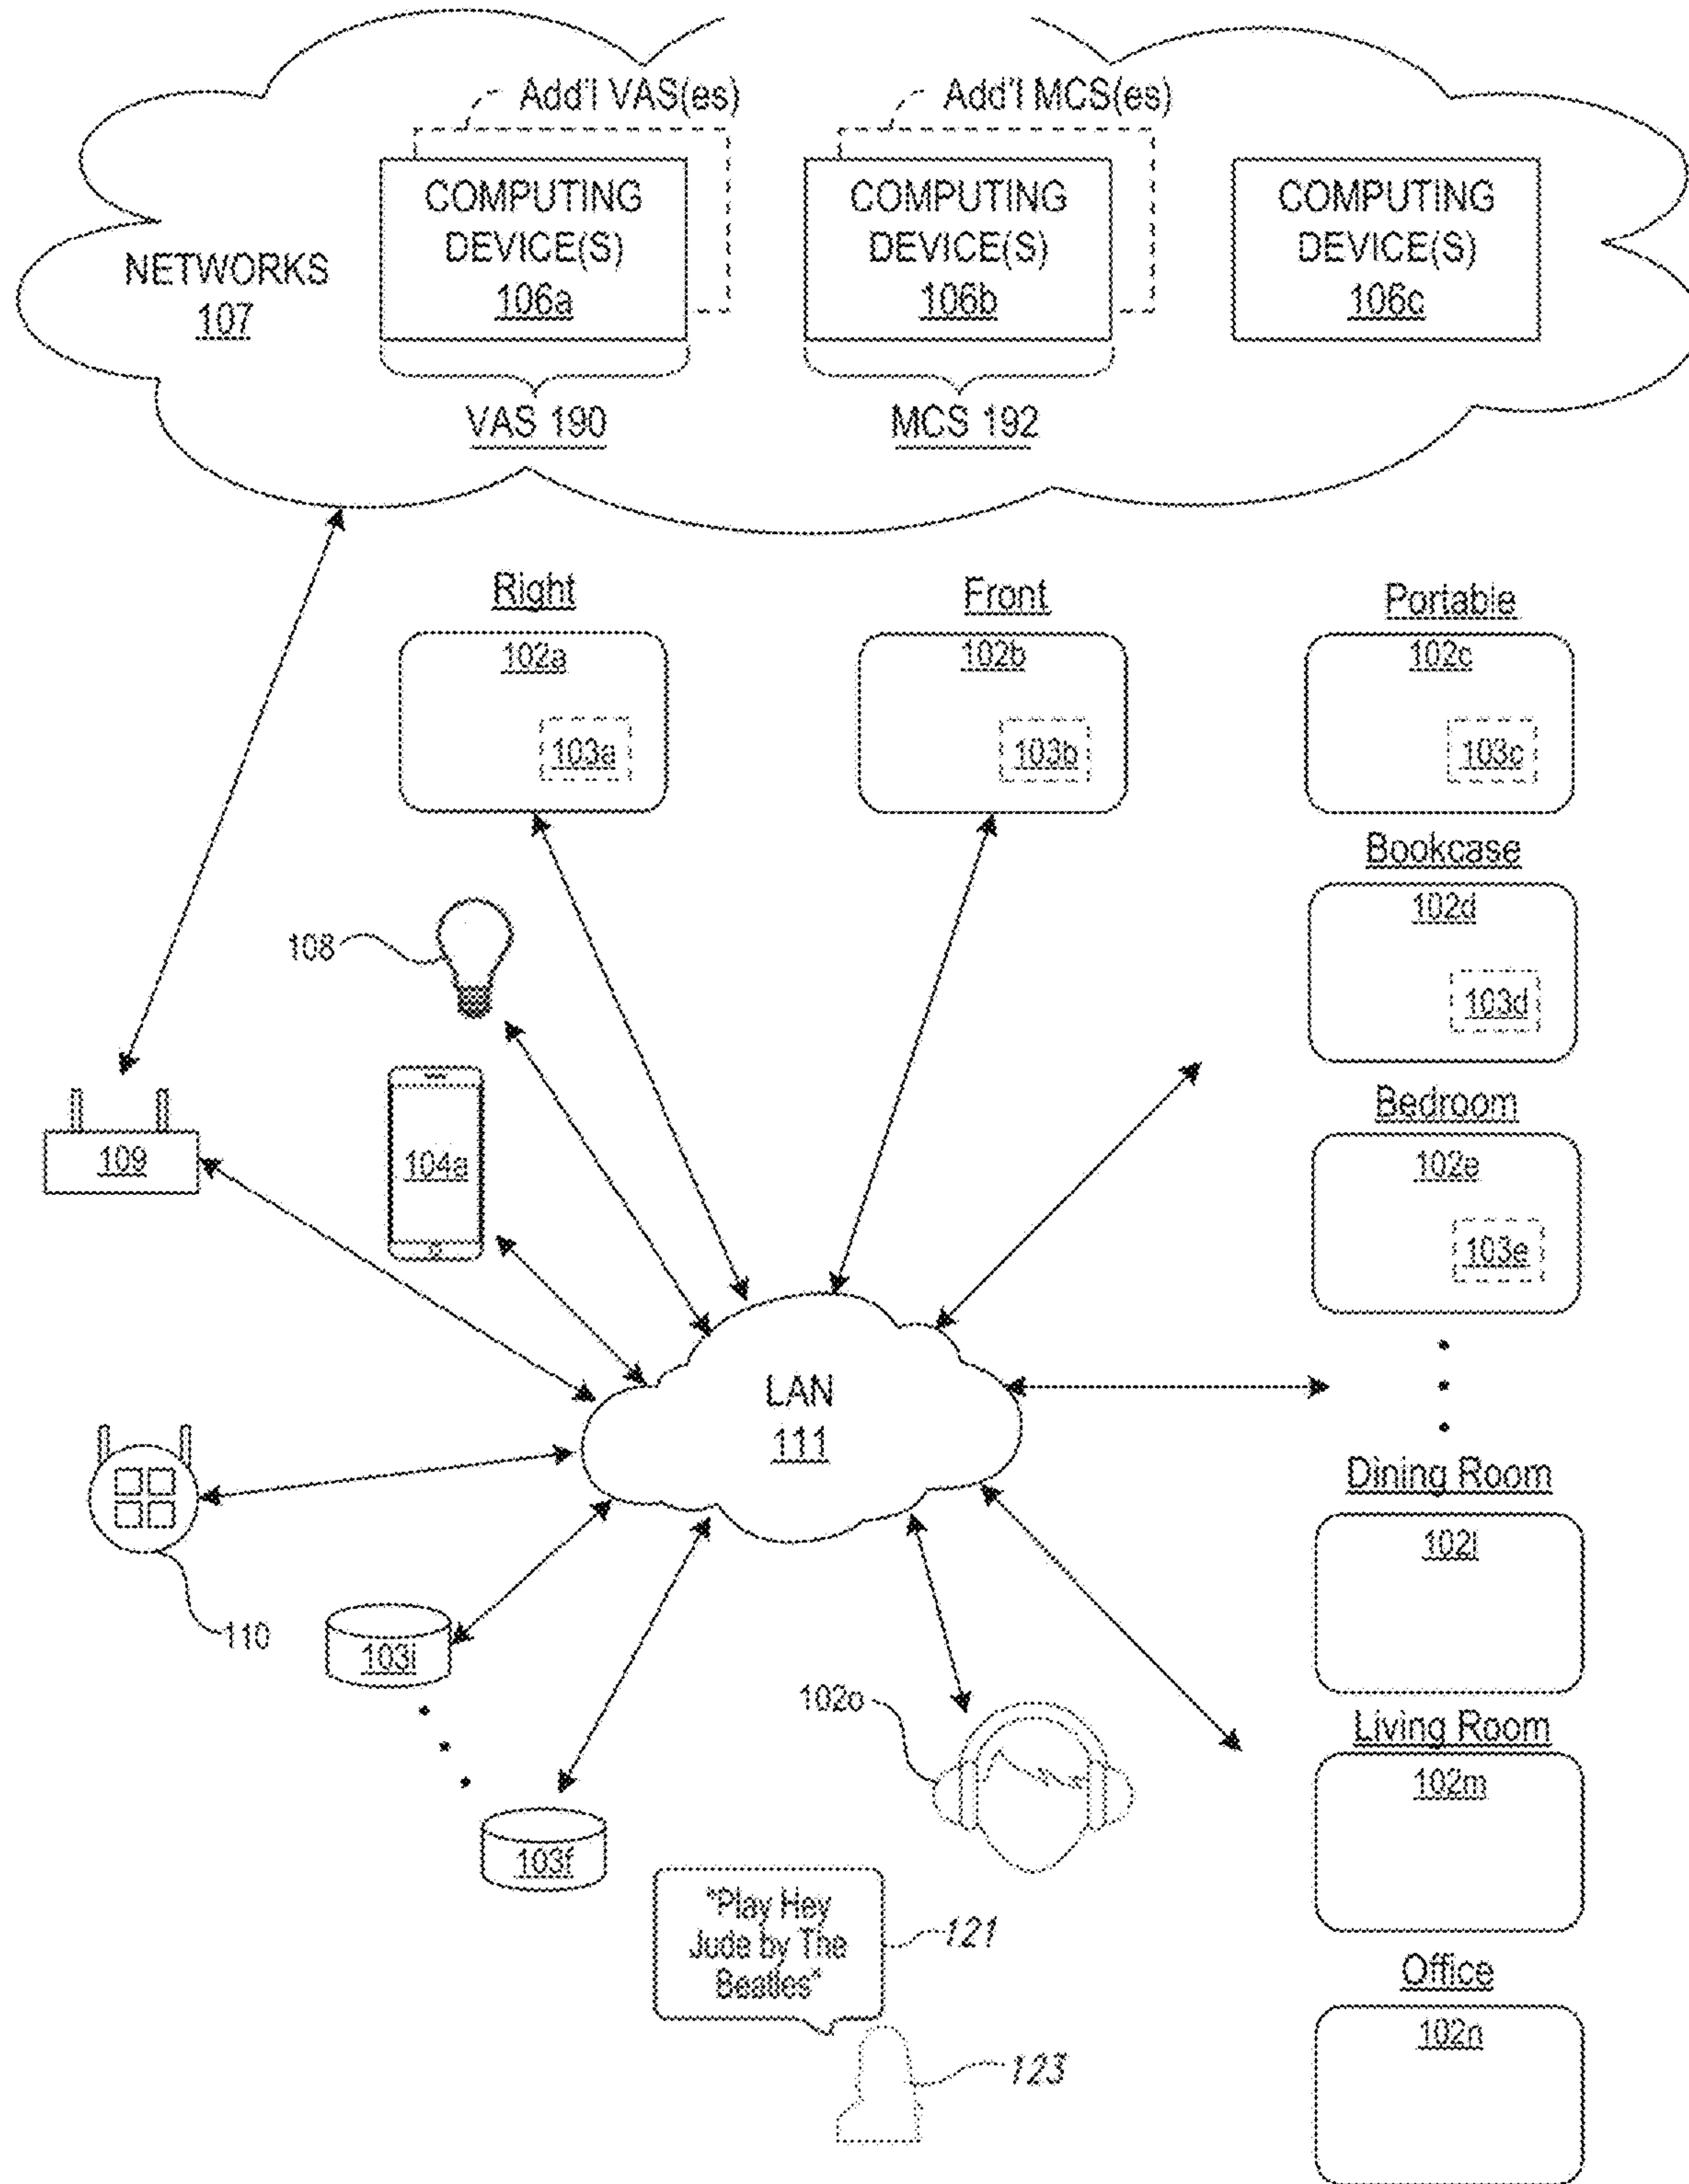 Add'l VAS(es)
Add'l MCS(es)
COMPUTING
DEVICE(S)
106a
COMPUTING
DEVICE(S)
106b
COMPUTING
DEVICE(S)
106c
NETWORKS
107
VAS 190
MCS 192
Right
102a
103a
Front
102b
103b
Portable
102c
103c
Bookcase
102d
103d
108
Bedroom
102e
103e
109
104a
LAN
111
Dining Room
102l
110
103i
102o
Living Room
102m
103f
"Play Hey
Jude by The
Beatles"
121
Office
102n
123